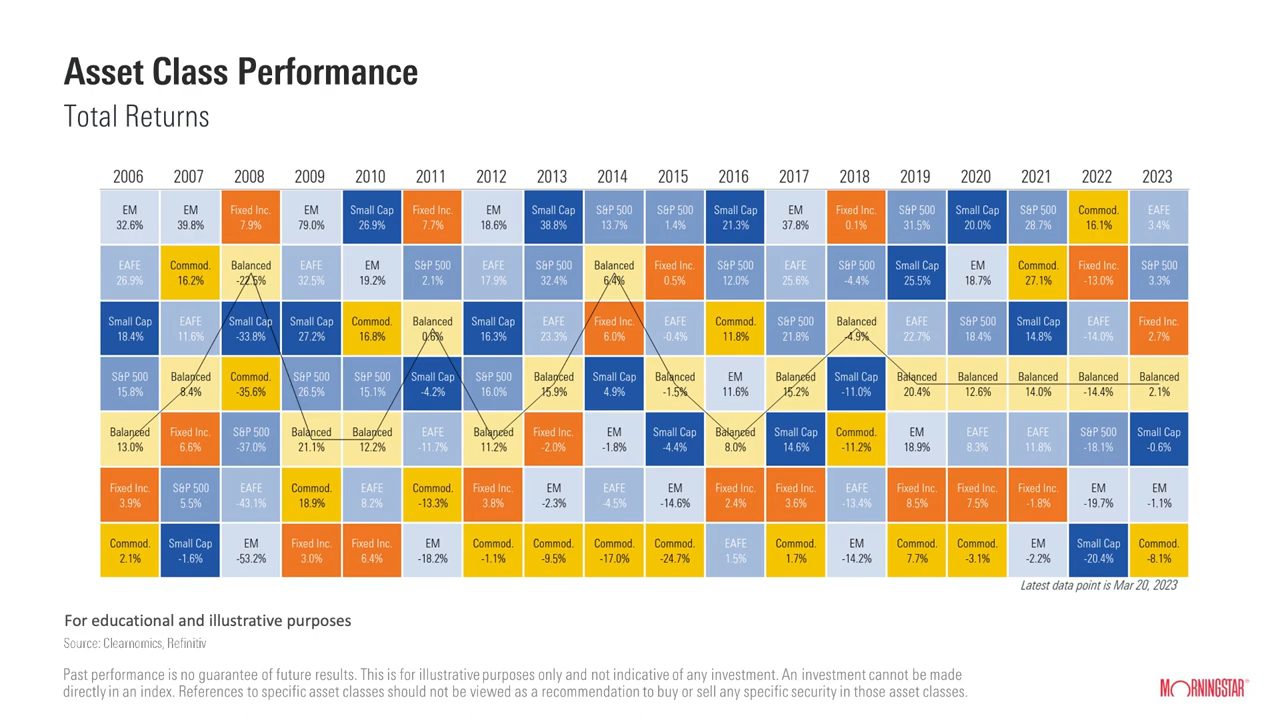 Asset Class Performance
Total Returns
2006 2007 2008 2009 2010 2011 2012 2013 2014 2015 2016 2017 2018 2019 2020 2021 2022 2023
EM EM Fixed Inc. EM Small Cap Fixed Inc. EM Small Cap S&P 500 S&P 500 Small Cap EM Fixed Inc. S&P 500 Small Cap S&P 500 Commod. EAFE
32.6% 39.8% 7.9% 79.0% 26.9% 7.7% 18.6% 38.8% 13.7% 1.4% 21.3% 37.8% 0.1% 31.5% 20.0% 28.7% 16.1% 3.4%
EAFE Commod. Balanced EAFE EM S&P 500 EAFE S&P 500 Balanced Fixed Inc. S&P 500 EAFE S&P 500 Small Cap EM Commod. Fixed Inc. S&P 500
26.9% 16.2% -22.5% 32.5% 19.2% 2.1% 17.9% 32.4% 6.4% 0.5% 12.0% 25.6% -4.4% 25.5% 18.7% 27.1% -13.0% 3.3%
Small Cap EAFE Small Cap Small Cap Commod. Balanced Small Cap EAFE Fixed Inc. EAFE Commod. S&P 500 Balanced EAFE S&P 500 Small Cap EAFE Fixed Inc.
18.4% 11.6% -33.8% 27.2% 16.8% 0.6% 16.3% 23.3% 6.0% -0.4% 11.8% 21.8% -4.9% 22.7% 18.4% 14.8% -14.0% 2.7%
S&P 500 Balanced Commod. S&P 500 S&P 500 Small Cap S&P 500 Balanced Small Cap Balanced EM Balanced Small Cap Balanced Balanced Balanced Balanced Balanced
15.8% 8.4% -35.6% 26.5% 15.1% -4.2% 16.0% 15.9% 4.9% -1.5% 11.6% 15.2% -11.0% 20.4% 12.6% 14.0% -14.4% 2.1%
Balanced Fixed Inc. S&P 500 Balanced Balanced EAFE Balanced Fixed Inc. EM Small Cap Balanced Small Cap Commod. EM EAFE EAFE S&P 500 Small Cap
13.0% 6.6% -37.0% 21.1% 12.2% -11.7% 11.2% -2.0% -1.8% -4.4% 8.0% 14.6% -11.2% 18.9% 8.3% 11.8% -18.1% -0.6%
Fixed Inc. S&P 500 EAFE Commod. EAFE Commod. Fixed Inc. EM EAFE EM Fixed Inc. Fixed Inc. EAFE Fixed Inc. Fixed Inc. Fixed Inc. EM EM
3.9% 5.5% -43.1% 18.9% 8.2% -13.3% 3.8% -2.3% -4.5% -14.6% 2.4% 3.6% -13.4% 8.5% 7.5% -1.8% -19.7% -1.1%
Commod. Small Cap EM Fixed Inc. Fixed Inc. EM Commod. Commod. Commod. Commod. EAFE Commod. EM Commod. Commod. EM Small Cap Commod.
2.1% -1.6% -53.2% 3.0% 6.4% -18.2% -1.1% -9.5% -17.0% -24.7% 1.5% 1.7% -14.2% 7.7% -3.1% -2.2% -20.4% -8.1%
Latest data point is Mar 20, 2023
For educational and illustrative purposes
Source: Clearnomics, Refinitiv
Past performance is no guarantee of future results. This is for illustrative purposes only and not indicative of any investment. An investment cannot be made
directly in an index. References to specific asset classes should not be viewed as a recommendation to buy or sell any specific security in those asset classes.
MORNINGSTAR®